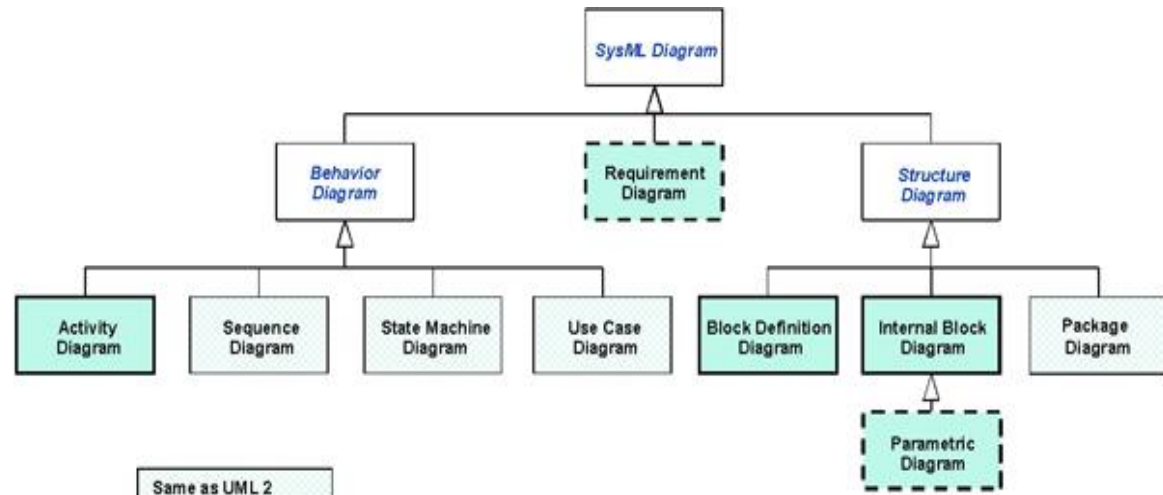 SysML Diagram
Behavior
Diagram
Requirement
Diagram
Structure
Diagram
Activity
Diagram
Sequence
Diagram
State Machine
Diagram
Use Case
Diagram
Block Definition
Diagram
Internal Block
Diagram
Package
Diagram
Parametric
Diagram
Same as UML 2